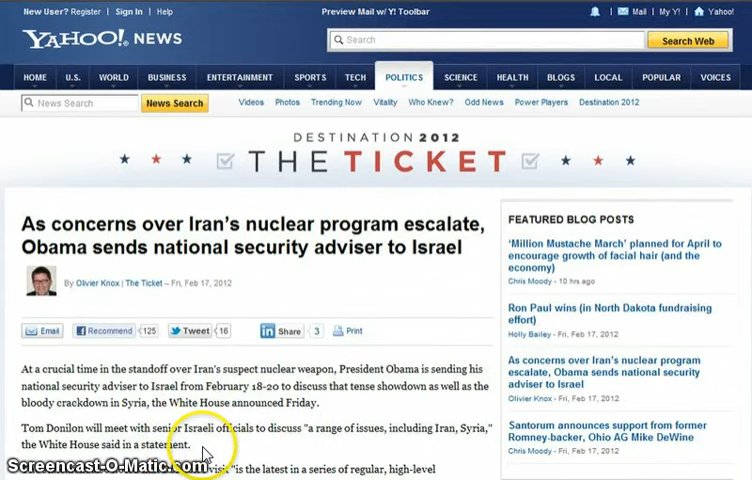 New User? Register | Sign In | Help
Preview Mail w/ Y! Toolbar
Mail | My Y! | Yahoo!
YAHOO! NEWS
Search
Search Web
HOME U.S. WORLD BUSINESS ENTERTAINMENT SPORTS TECH POLITICS SCIENCE HEALTH BLOGS LOCAL POPULAR VOICES
News Search
News Search
Videos Photos Trending Now Vitality Who Knew? Odd News Power Players Destination 2012
DESTINATION 2012
THE TICKET
As concerns over Iran's nuclear program escalate,
Obama sends national security adviser to Israel
By Olivier Knox | The Ticket – Fri, Feb 17, 2012
Email Recommend 125 Tweet 16 Share 3 Print
At a crucial time in the standoff over Iran's suspect nuclear weapon, President Obama is sending his
national security adviser to Israel from February 18-20 to discuss that tense showdown as well as the
bloody crackdown in Syria, the White House announced Friday.
Tom Donilon will meet with senior Israeli officials to discuss "a range of issues, including Iran, Syria,"
the White House said in a statement.
visit "is the latest in a series of regular, high-level
Screencast-O-Matic.com
FEATURED BLOG POSTS
'Million Mustache March' planned for April to
encourage growth of facial hair (and the
economy)
Chris Moody - 10 hrs ago
Ron Paul wins (in North Dakota fundraising
effort)
Holly Bailey - Fri, Feb 17, 2012
As concerns over Iran's nuclear program
escalate, Obama sends national security
adviser to Israel
Olivier Knox - Fri, Feb 17, 2012
Santorum announces support from former
Romney-backer, Ohio AG Mike DeWine
Chris Moody - Fri, Feb 17, 2012